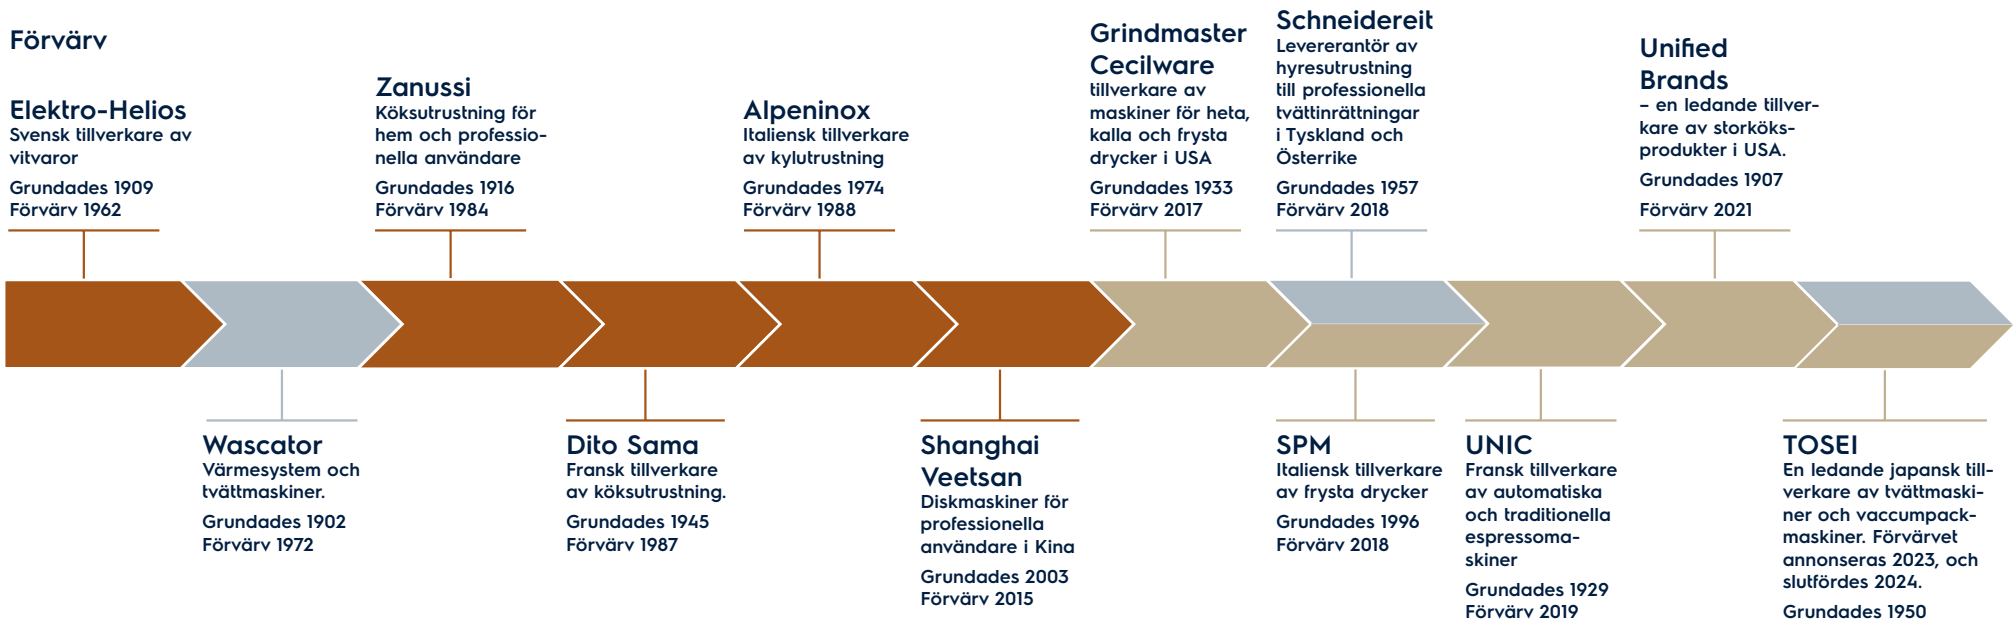 Förvärv
Elektro-Helios
Svensk tillverkare av
vitvaror
Grundades 1909
Förvärv 1962
Zanussi
Köksutrustning för
hem och professio-
nella användare
Grundades 1916
Förvärv 1984
Alpeninox
Italiensk tillverkare
av kylutrustning
Grundades 1974
Förvärv 1988
Grindmaster
Cecilware
tillverkare av
maskiner för heta,
kalla och frysta
drycker i USA
Grundades 1933
Förvärv 2017
Schneidereit
Levererantör av
hyresutrustning
till professionella
tvättinrättningar
i Tyskland och
Österrike
Grundades 1957
Förvärv 2018
Unified
Brands
– en ledande tillver-
kare av storköks-
produkter i USA.
Grundades 1907
Förvärv 2021
Wascator
Värmesystem och
tvättmaskiner.
Grundades 1902
Förvärv 1972
Dito Sama
Fransk tillverkare
av köksutrustning.
Grundades 1945
Förvärv 1987
Shanghai
Veetsan
Diskmaskiner för
professionella
användare i Kina
Grundades 2003
Förvärv 2015
SPM
Italiensk tillverkare
av frysta drycker
Grundades 1996
Förvärv 2018
UNIC
Fransk tillverkare
av automatiska
och traditionella
espressoma-
skiner
Grundades 1929
Förvärv 2019
TOSEI
En ledande japansk till-
verkare av tvättmaski-
ner och vaccumpack-
maskiner. Förvärvet
annonseras 2023, och
slutfördes 2024.
Grundades 1950